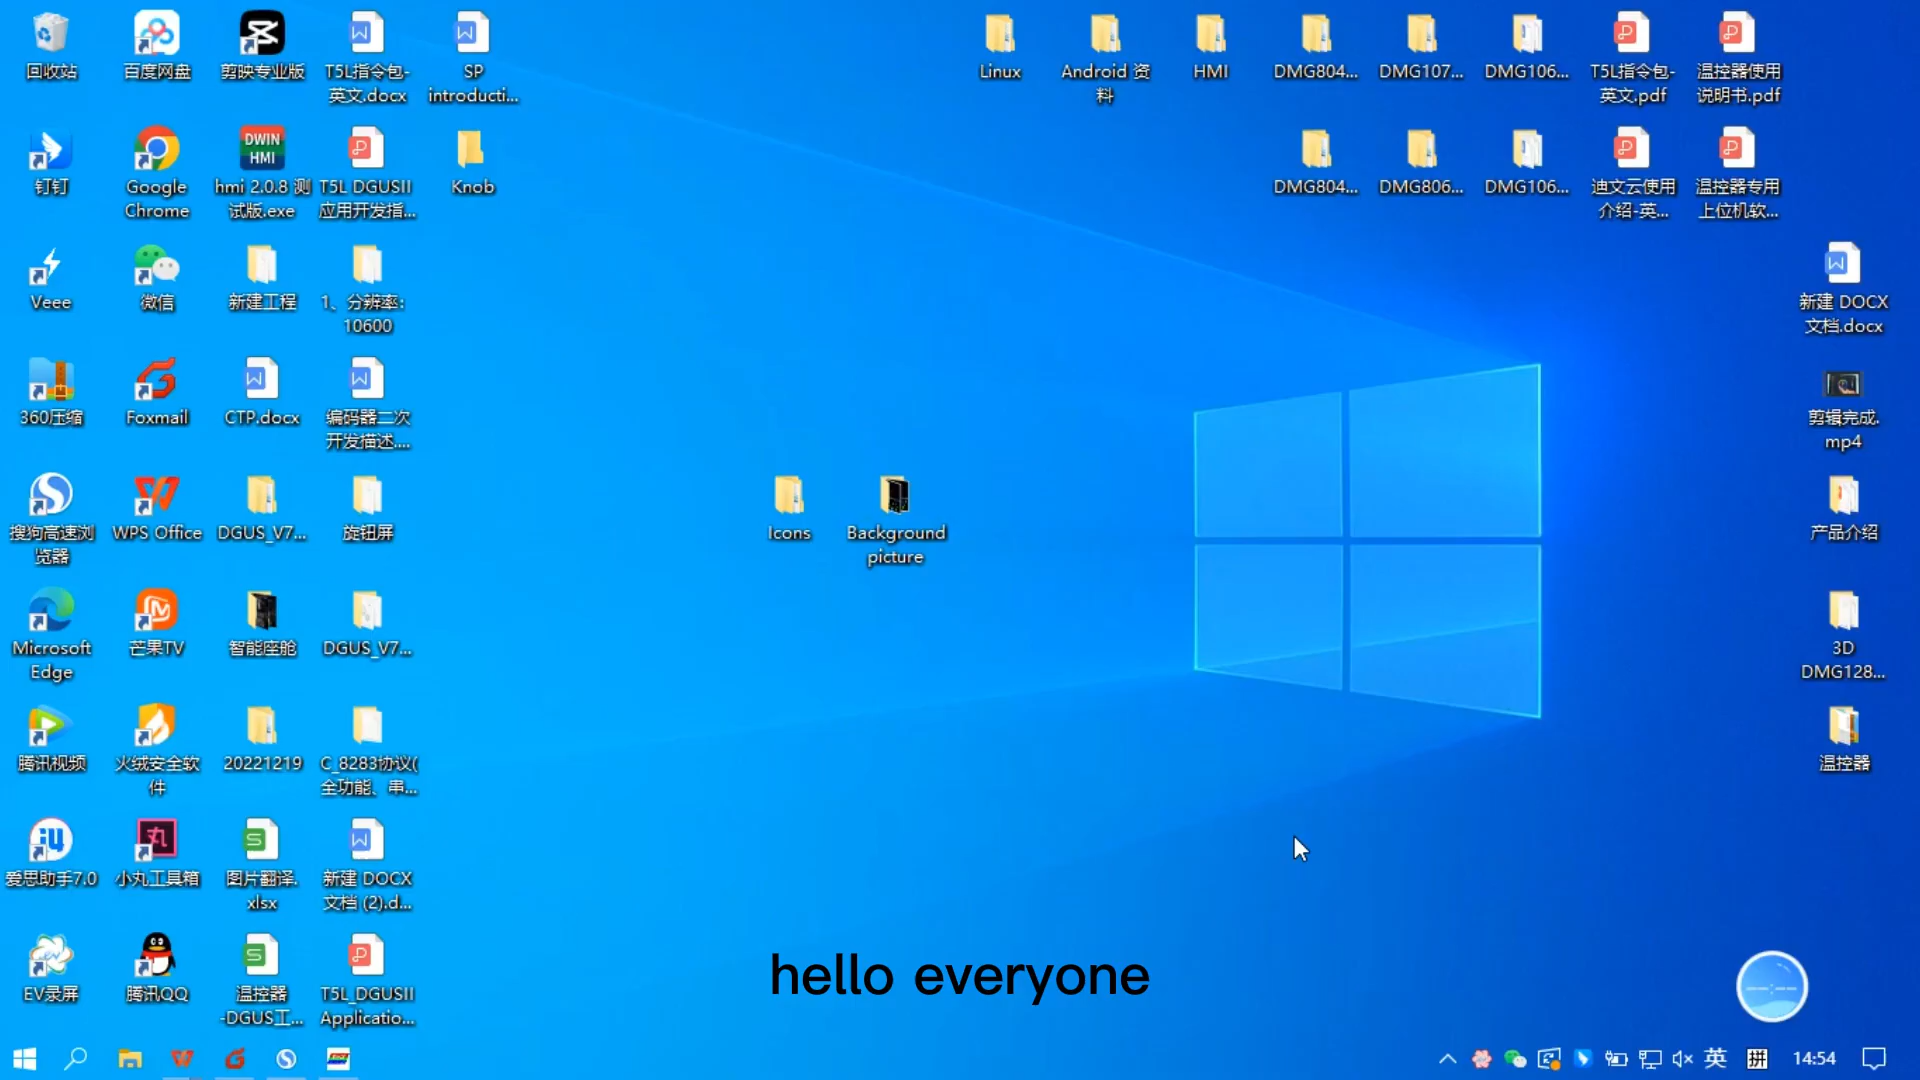 回收站
百度网盘
剪映专业版
T5L指令包-
英文.docx
SP
introducti...
Linux
Android 资
料
HMI
DMG804...
DMG107...
DMG106...
T5L指令包-
英文.pdf
温控器使用
说明书.pdf
钉钉
Google
Chrome
DWIN
HMI
hmi 2.0.8 测
试版.exe
T5L DGUSII
应用开发指...
Knob
DMG804...
DMG806...
DMG106...
迪文云使用
介绍-英...
温控器专用
上位机软...
Veee
微信
新建工程
1、分辨率:
10600
新建 DOCX
文档.docx
360压缩
Foxmail
CTP.docx
编码器二次
开发描述....
剪辑完成.
mp4
搜狗高速浏
览器
WPS Office
DGUS_V7...
旋钮屏
Icons
Background
picture
产品介绍
Microsoft
Edge
芒果TV
智能座舱
DGUS_V7...
3D
DMG128...
腾讯视频
火绒安全软
件
20221219
C_8283协议(
全功能、串...
温控器
爱思助手7.0
小丸工具箱
图片翻译.
xlsx
新建 DOCX
文档 (2).d...
EV录屏
腾讯QQ
温控器
-DGUS工...
T5L_DGUSII
Applicatio...
hello everyone
英
拼
14:54